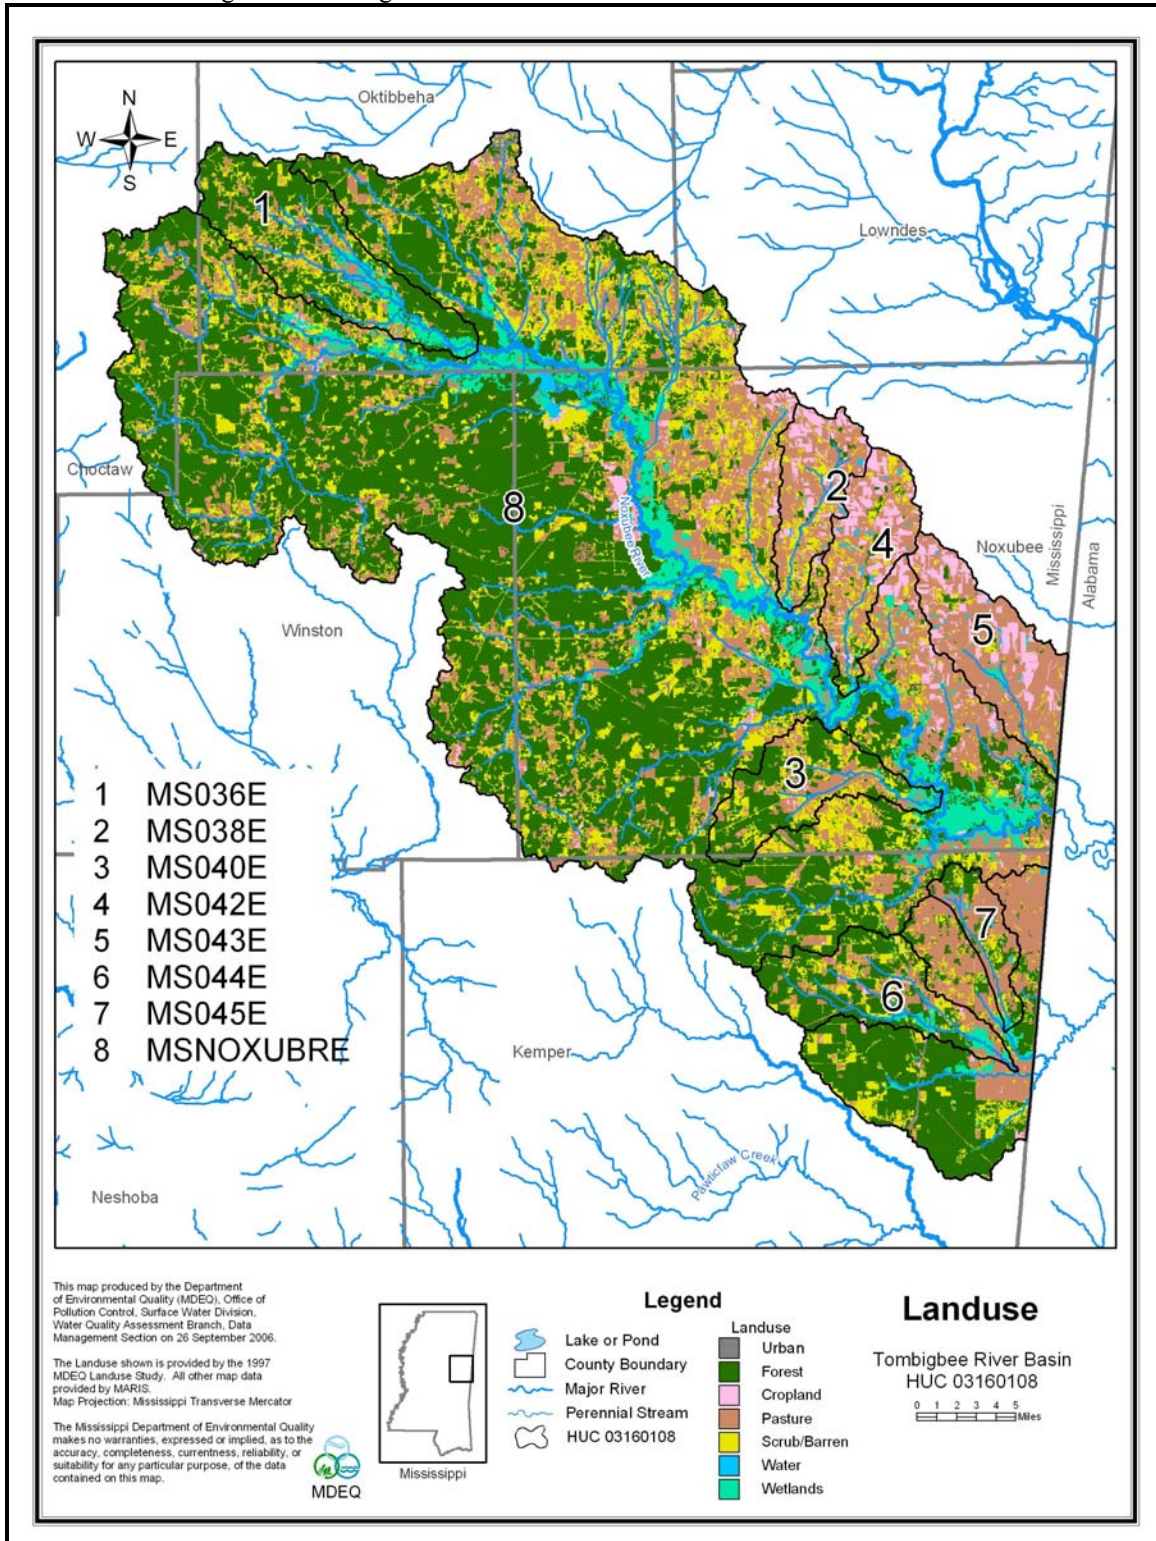 N
W E
S
Oktibbeha
Lowndes
1
Choctaw
8
Noxubee River
2
4
Noxubee
Mississippi
Alabama
Winston
5
3
1 MS036E
2 MS038E
3 MS040E
4 MS042E
5 MS043E
6 MS044E
7 MS045E
8 MSNOXUBRE
7
6
Kemper
Pawticfaw Creek
Neshoba
This map produced by the Department
of Environmental Quality (MDEQ), Office of
Pollution Control, Surface Water Division,
Water Quality Assessment Branch, Data
Management Section on 26 September 2006.
The Landuse shown is provided by the 1997
MDEQ Landuse Study. All other map data
provided by MARIS.
Map Projection: Mississippi Transverse Mercator
The Mississippi Department of Environmental Quality
makes no warranties, expressed or implied, as to the
accuracy, completeness, currentness, reliability, or
suitability for any particular purpose, of the data
contained on this map.
MDEQ
Mississippi
Legend
Lake or Pond
County Boundary
Major River
Perennial Stream
HUC 03160108
Landuse
Urban
Forest
Cropland
Pasture
Scrub/Barren
Water
Wetlands
Landuse
Tombigbee River Basin
HUC 03160108
0 1 2 3 4 5
Miles